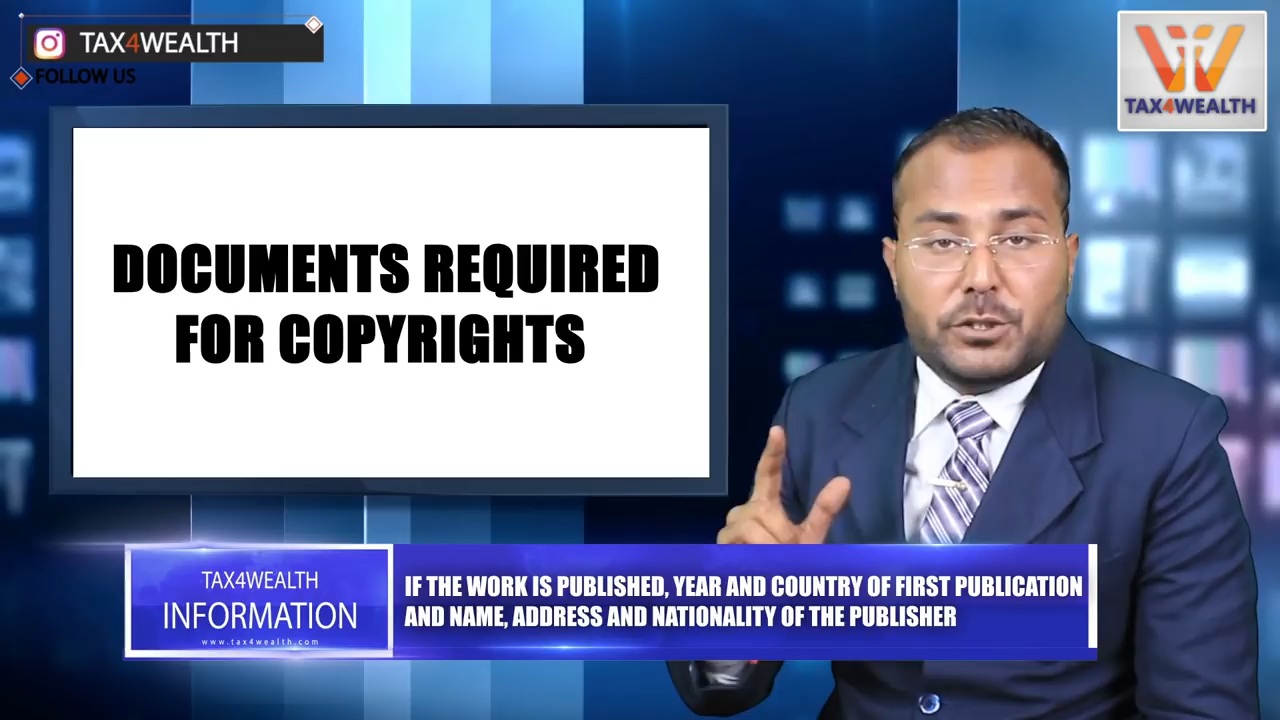 TAX4WEALTH
FOLLOW US
TAX4WEALTH
DOCUMENTS REQUIRED
FOR COPYRIGHTS
TAX4WEALTH
INFORMATION
www.tax4wealth.com
IF THE WORK IS PUBLISHED, YEAR AND COUNTRY OF FIRST PUBLICATION
AND NAME, ADDRESS AND NATIONALITY OF THE PUBLISHER